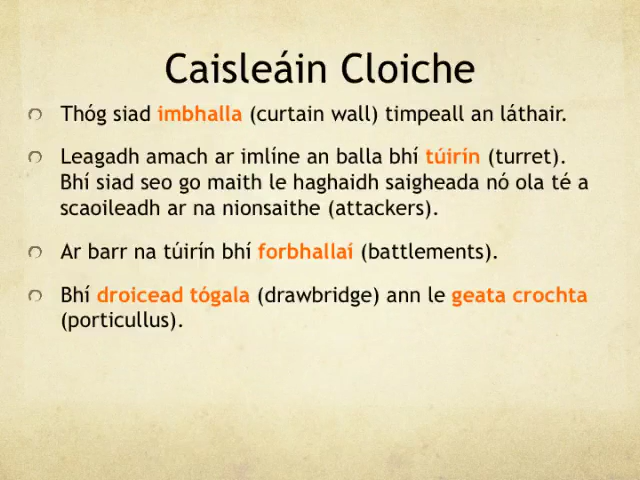 Caisleáin Cloiche
Thóg siad imbhalla (curtain wall) timpeall an láthair.
Leagadh amach ar imlíne an balla bhí túirín (turret).
Bhí siad seo go maith le haghaidh saigheada nó ola té a
scaoileadh ar na nionsaithe (attackers).
Ar barr na túirín bhí forbhallaí (battlements).
Bhí droicead tógala (drawbridge) ann le geata crochta
(porticullus).